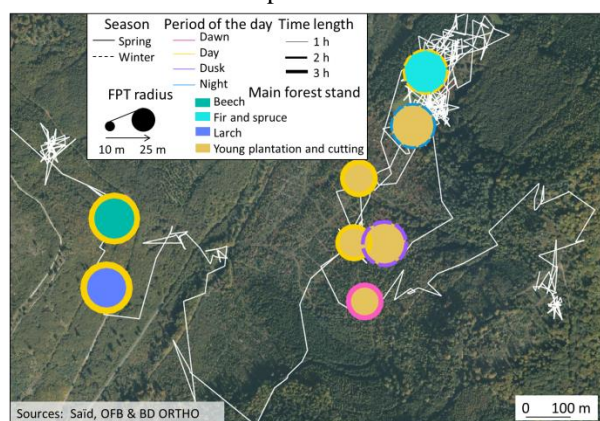 Season
Spring
Winter
Period of the day
Dawn
Day
Dusk
Night
Time length
1 h
2 h
3 h
FPT radius
10 m 25 m
Main forest stand
Beech
Fir and spruce
Larch
Young plantation and cutting
Sources: Saïd, OFB & BD ORTHO
0 100 m